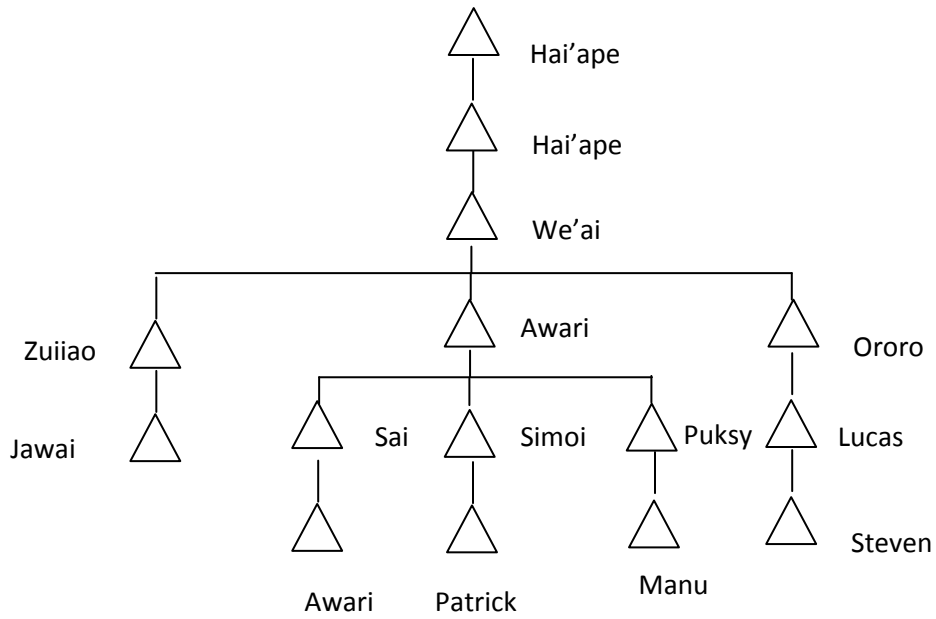 Hai’ape
Hai’ape
We’ai
Awari
Zuiiao
Ororo
Jawai
Sai
Simoi
Puksy
Lucas
Steven
Manu
Awari
Patrick